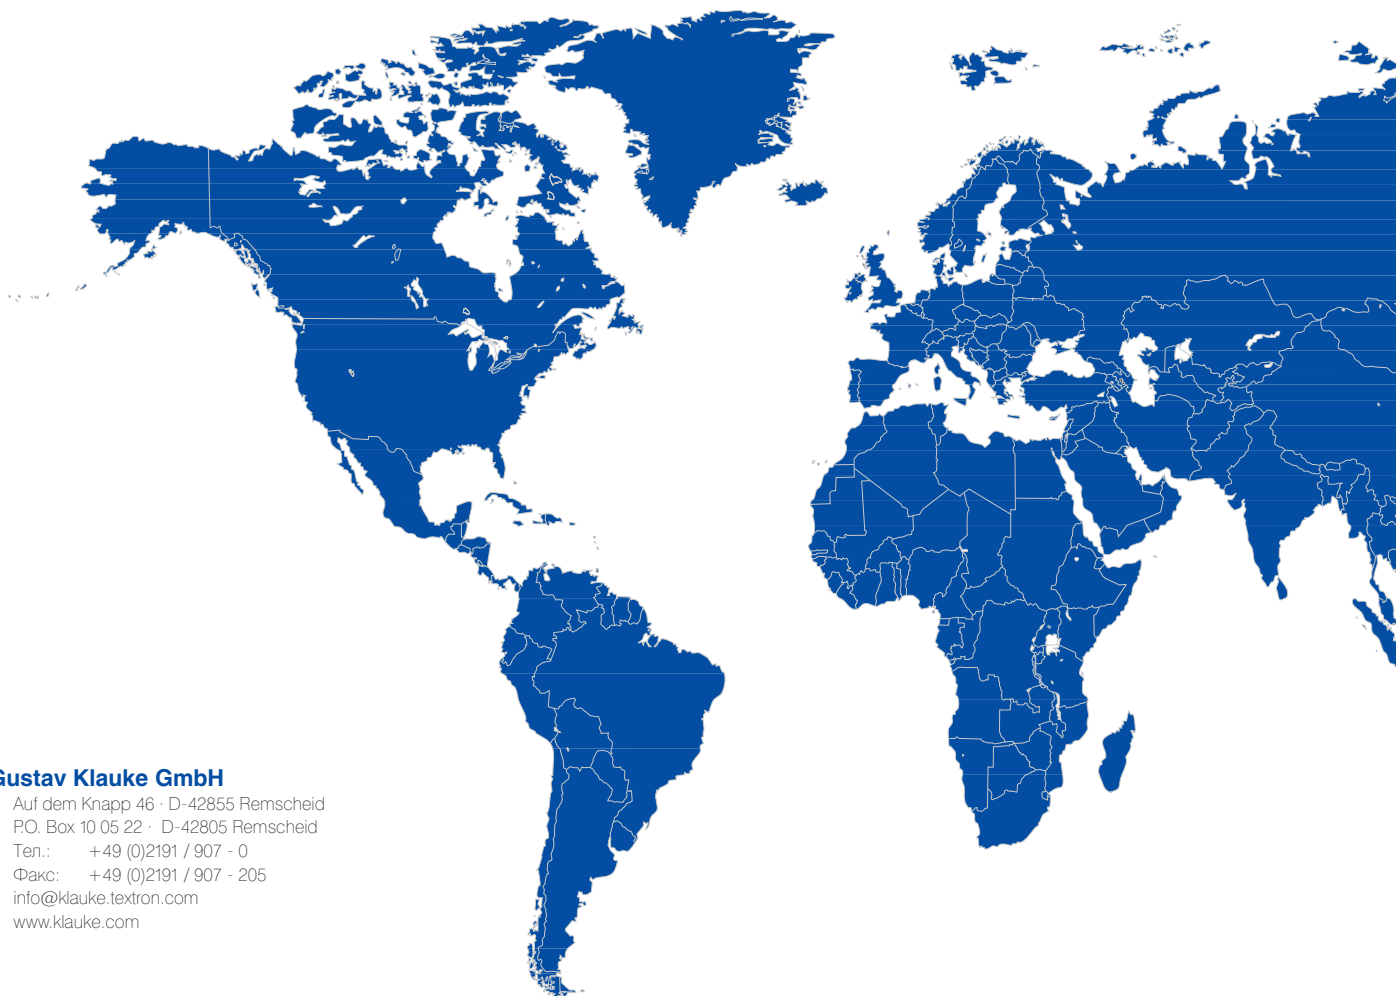 Gustav Klauke GmbH
Auf dem Knapp 46 · D-42855 Remscheid
P.O. Box 10 05 22 · D-42805 Remscheid
Тел.: +49 (0)2191 / 907 - 0
Факс: +49 (0)2191 / 907 - 205
info@klauke.textron.com
www.klauke.com